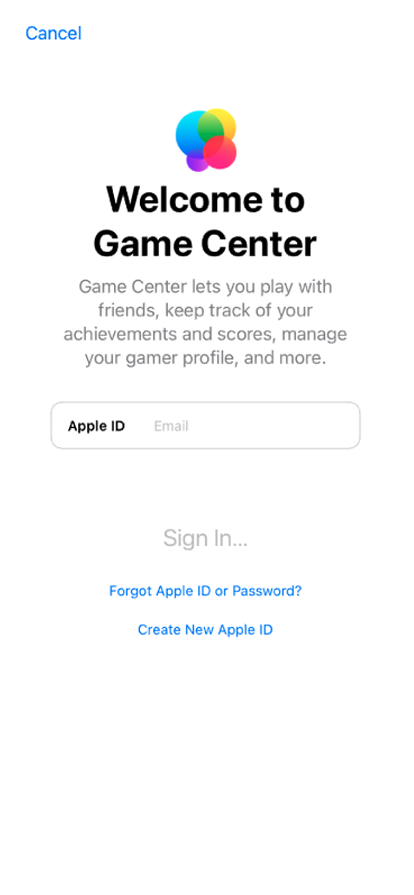 Cancel
Welcome to
Game Center
Game Center lets you play with
friends, keep track of your
achievements and scores, manage
your gamer profile, and more.
Apple ID Email
Sign In...
Forgot Apple ID or Password?
Create New Apple ID